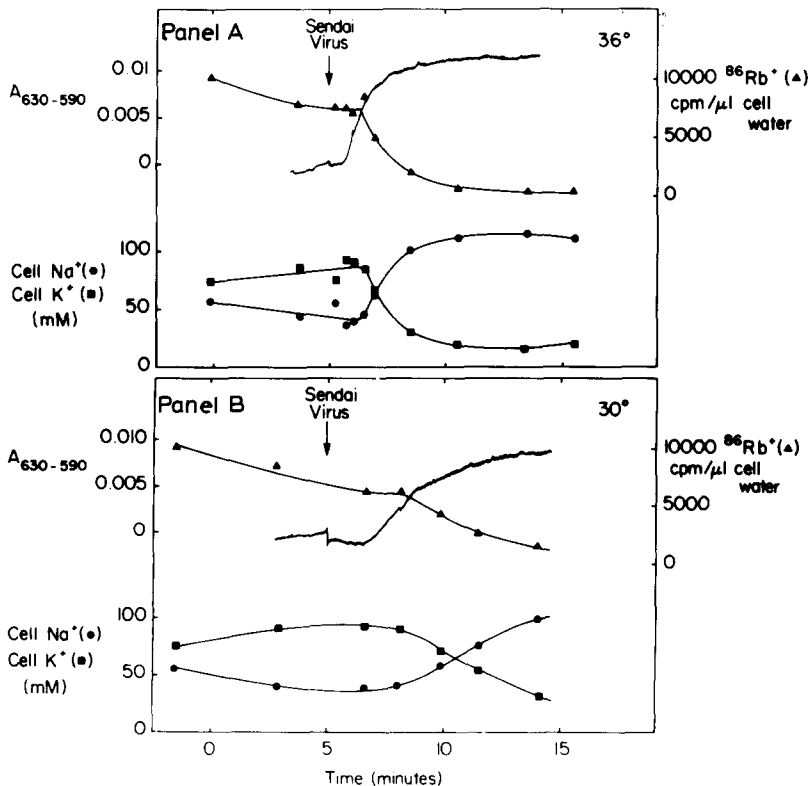 Panel A
Sendai
Virus
36°
0.01
A630-590
0.005
0
10000 86Rb+ (▲)
cpm/μl cell
water
5000
0
100
Cell Na+(●)
Cell K+ (■)
50
(mM)
0
Panel B
Sendai
Virus
30°
0.010
A630-590
0.005
0
10000 86Rb+(▲)
cpm/μl cell
water
5000
0
100
Cell Na+(●)
Cell K+(■)
50
(mM)
0
0 5 10 15
Time (minutes)